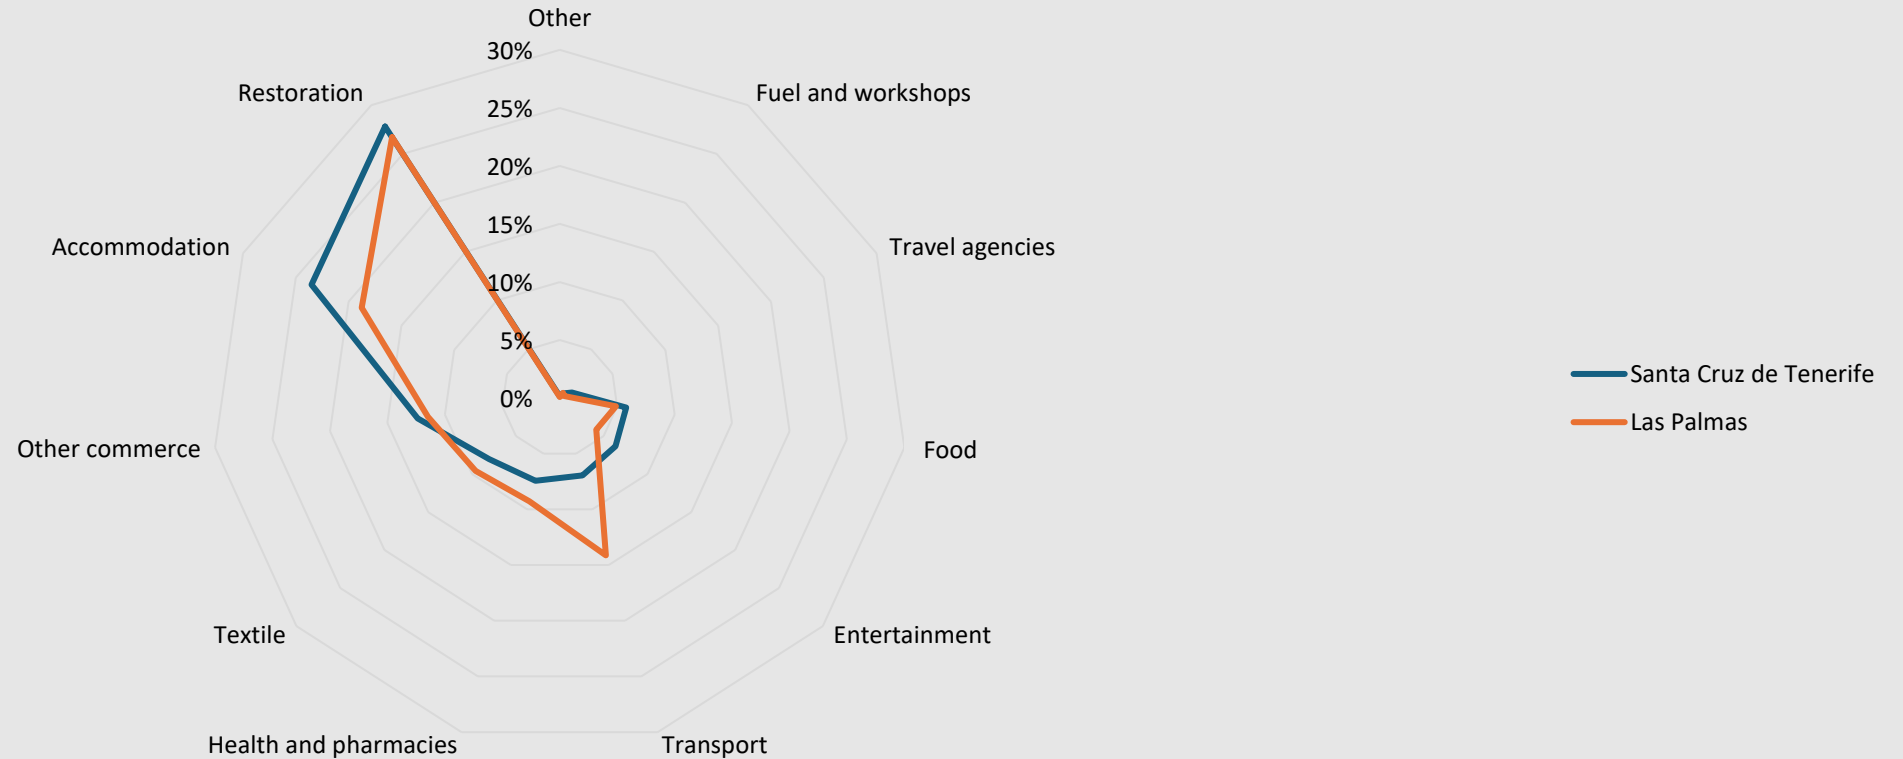 Other
30%
Restoration
Fuel and workshops
25%
20%
Accommodation
Travel agencies
15%
10%
5%
0%
Santa Cruz de Tenerife
Las Palmas
Other commerce
Food
Textile
Entertainment
Health and pharmacies
Transport